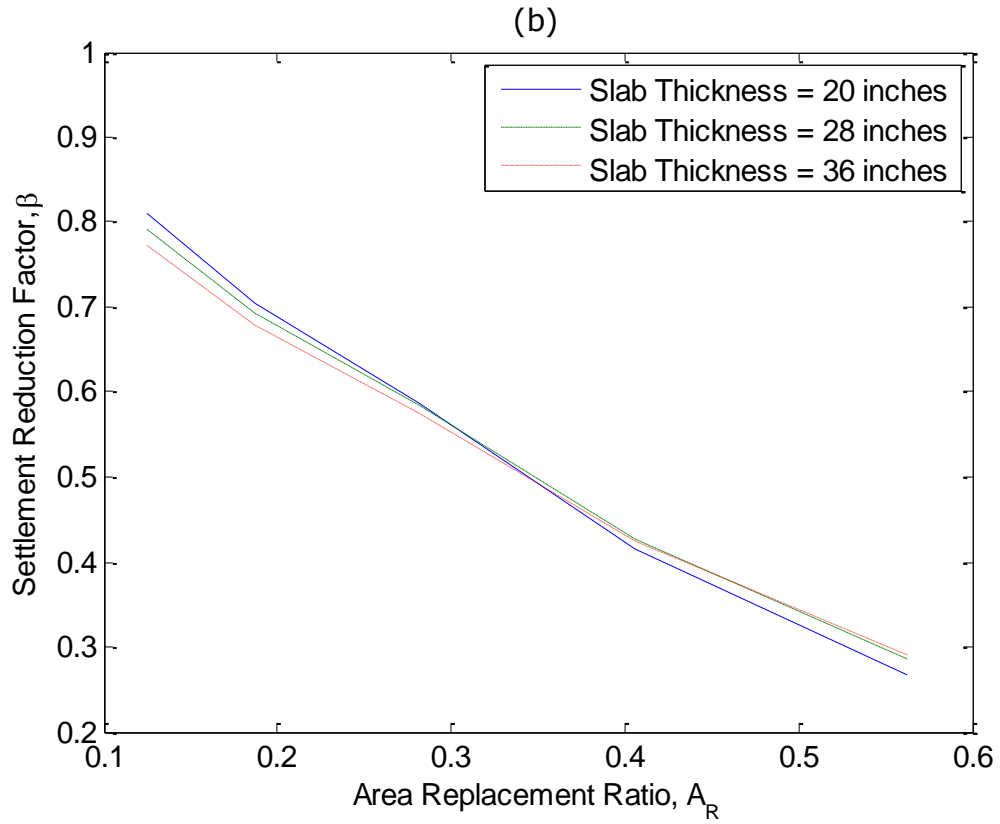 (b)
Slab Thickness = 20 inches
Slab Thickness = 28 inches
Slab Thickness = 36 inches
Settlement Reduction Factor,β
1
0.9
0.8
0.7
0.6
0.5
0.4
0.3
0.2
0.1 0.2 0.3 0.4 0.5 0.6
Area Replacement Ratio, A_R